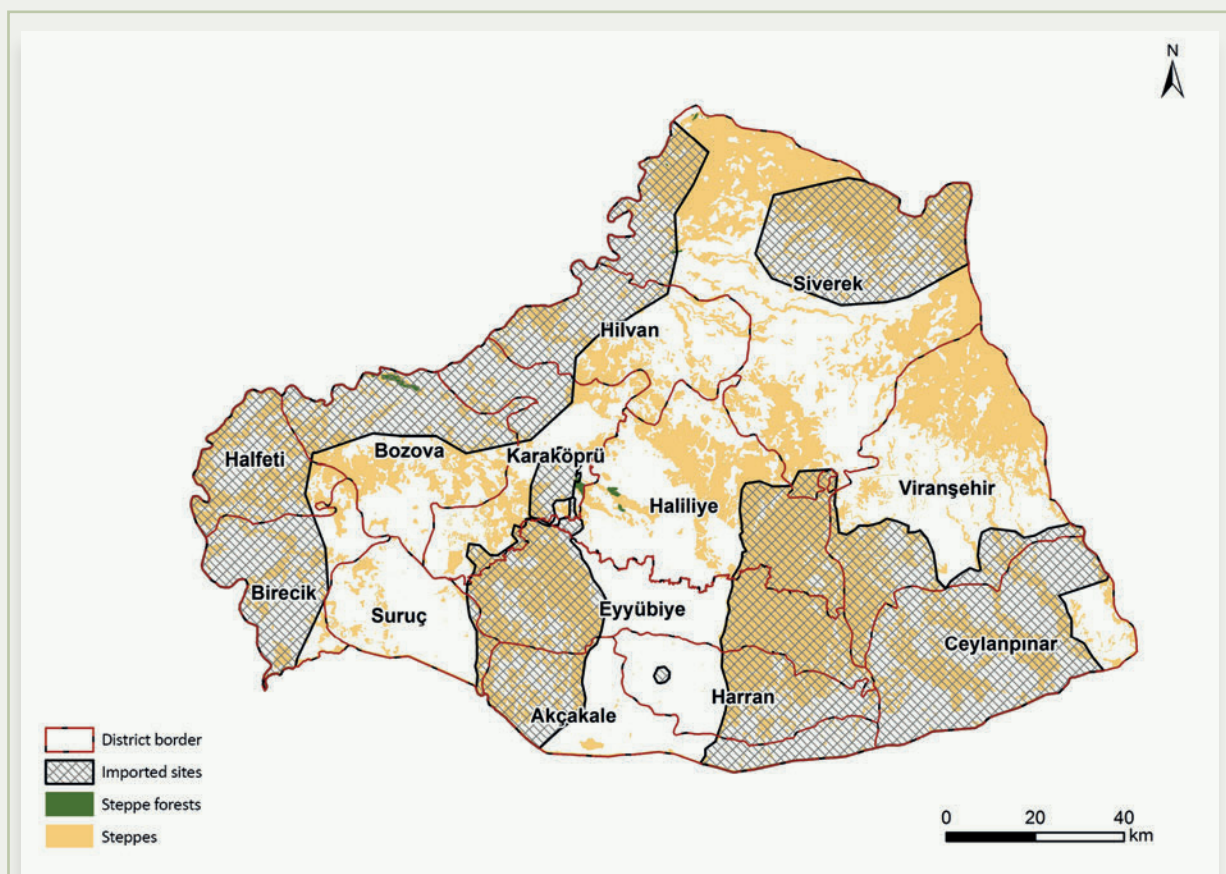 N
Siverek
Hilvan
Bozova
Karaköprü
Halfeti
Viranşehir
Haliliye
Birecik
Suruç
Eyyübiye
Ceylanpınar
Harran
Akçakale
District border
Imported sites
Steppe forests
Steppes
0 20 40
km